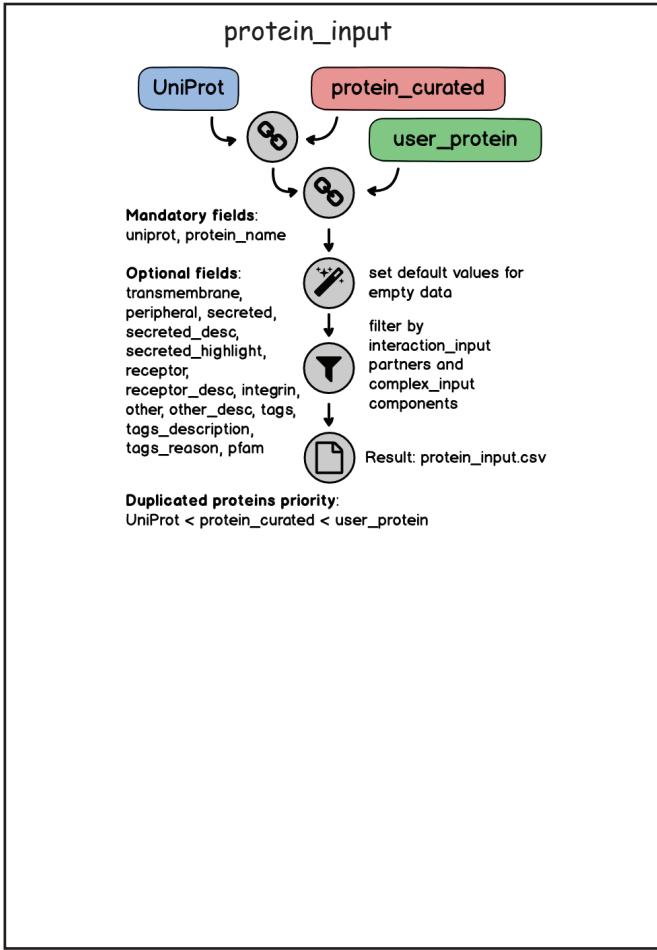 protein_input
UniProt
protein_curated
user_protein
Mandatory fields:
uniprot, protein_name
Optional fields:
transmembrane,
peripheral, secreted,
secreted_desc,
secreted_highlight,
receptor,
receptor_desc, integrin,
other, other_desc, tags,
tags_description,
tags_reason, pfam
set default values for
empty data
filter by
interaction_input
partners and
complex_input
components
Result: protein_input.csv
Duplicated proteins priority:
UniProt < protein_curated < user_protein